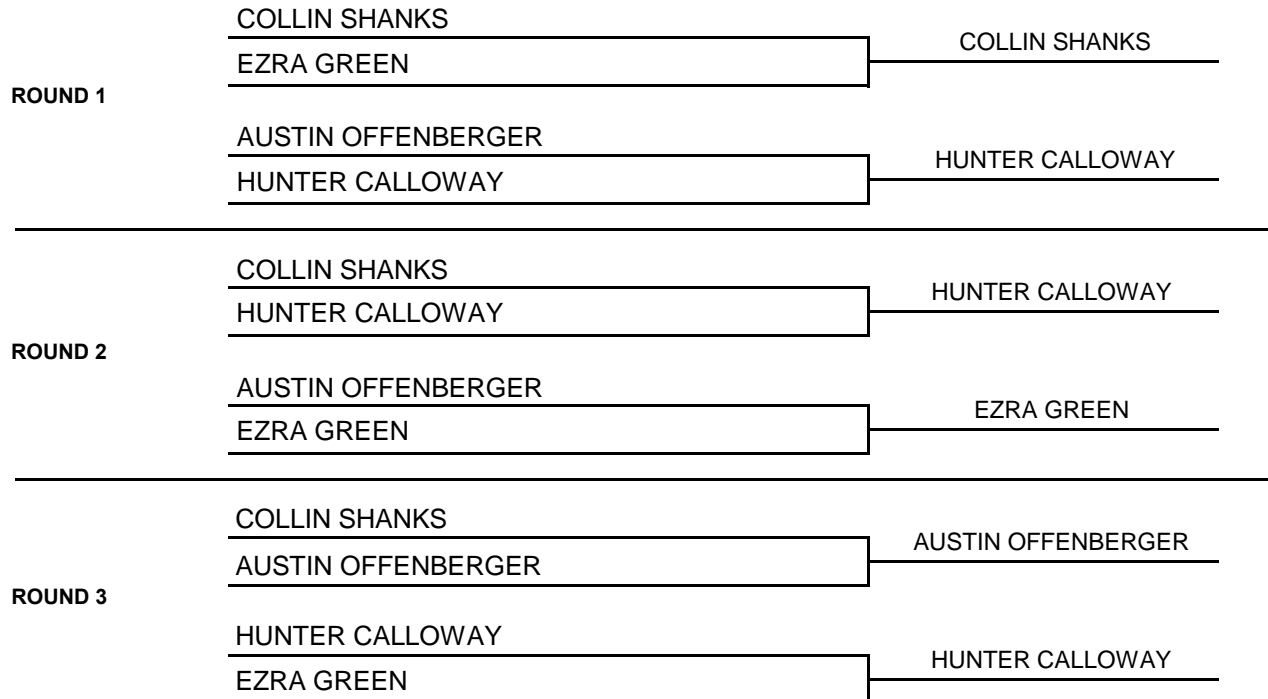 COLLIN SHANKS
COLLIN SHANKS
EZRA GREEN
ROUND 1
AUSTIN OFFENBERGER
HUNTER CALLOWAY
HUNTER CALLOWAY
COLLIN SHANKS
HUNTER CALLOWAY
HUNTER CALLOWAY
ROUND 2
AUSTIN OFFENBERGER
EZRA GREEN
EZRA GREEN
COLLIN SHANKS
AUSTIN OFFENBERGER
AUSTIN OFFENBERGER
ROUND 3
HUNTER CALLOWAY
HUNTER CALLOWAY
EZRA GREEN